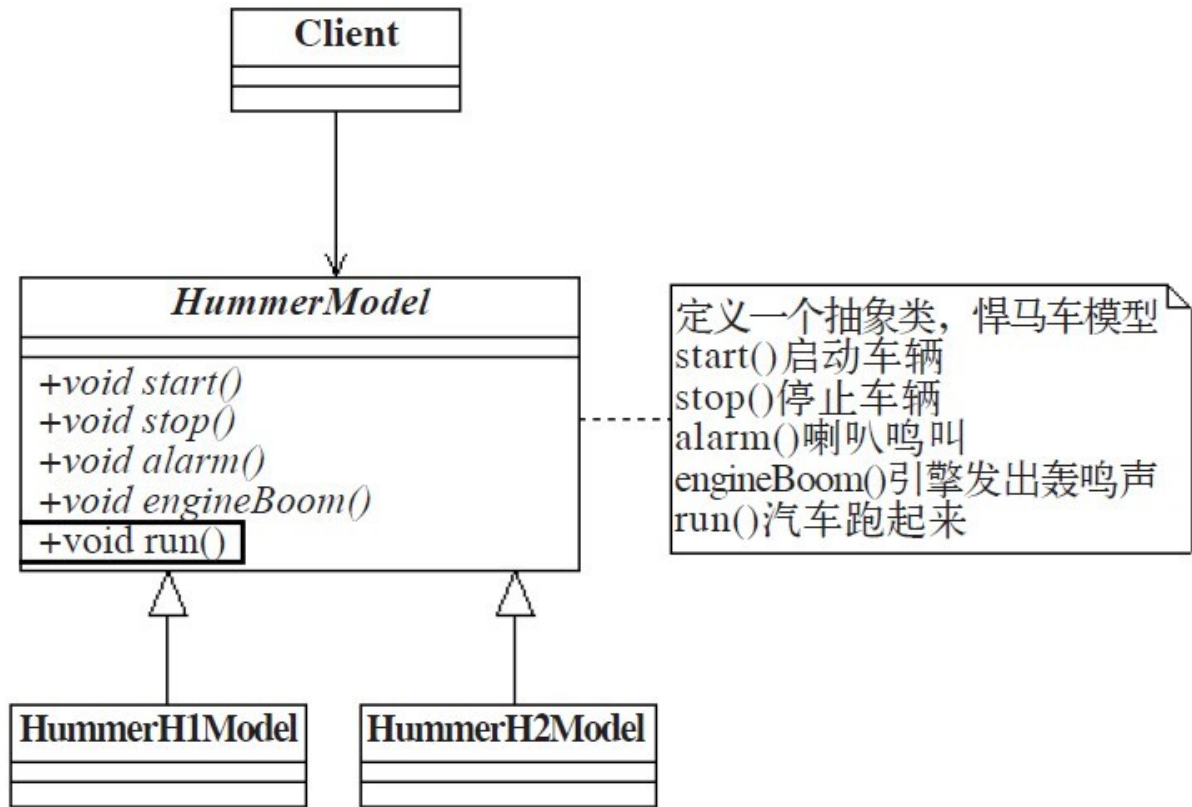 Client
HummerModel
+void start()
+void stop()
+void alarm()
+void engineBoom()
+void run()
定义一个抽象类，悍马车模型
start()启动车辆
stop()停止车辆
alarm()喇叭鸣叫
engineBoom()引擎发出轰鸣声
run()汽车跑起来
HummerH1Model
HummerH2Model